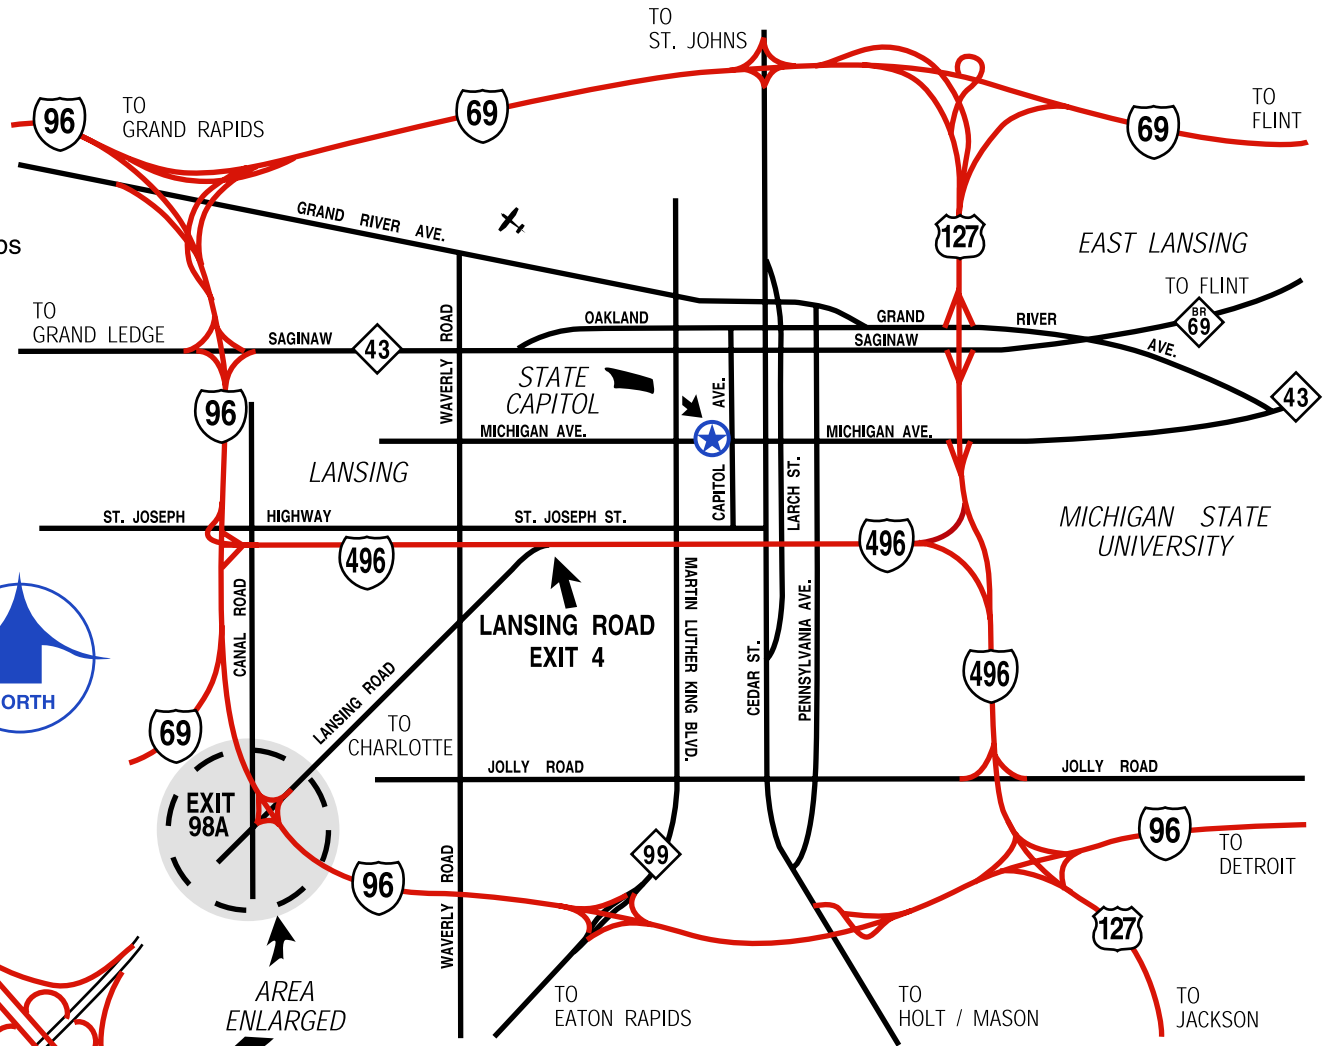 TO
ST. JOHNS
96
TO
GRAND RAPIDS
69
69
TO
FLINT
GRAND RIVER AVE.
127
EAST LANSING
TO FLINT
BR
69
TO
GRAND LEDGE
SAGINAW
43
WAVERLY ROAD
OAKLAND
GRAND
RIVER
AVE.
SAGINAW
STATE
CAPITOL
CAPITOL AVE.
43
96
MICHIGAN AVE.
MICHIGAN AVE.
LANSING
LARCH ST.
ST. JOSEPH
HIGHWAY
ST. JOSEPH ST.
MICHIGAN STATE
UNIVERSITY
496
496
CANAL ROAD
LANSING ROAD
EXIT 4
MARTIN LUTHER KING BLVD.
CEDAR ST.
PENNSYLVANIA AVE.
496
ORTH
69
LANSING ROAD
TO
CHARLOTTE
JOLLY ROAD
JOLLY ROAD
EXIT
98A
96
WAVERLY ROAD
99
96
TO
DETROIT
127
AREA
ENLARGED
TO
EATON RAPIDS
TO
HOLT / MASON
TO
JACKSON